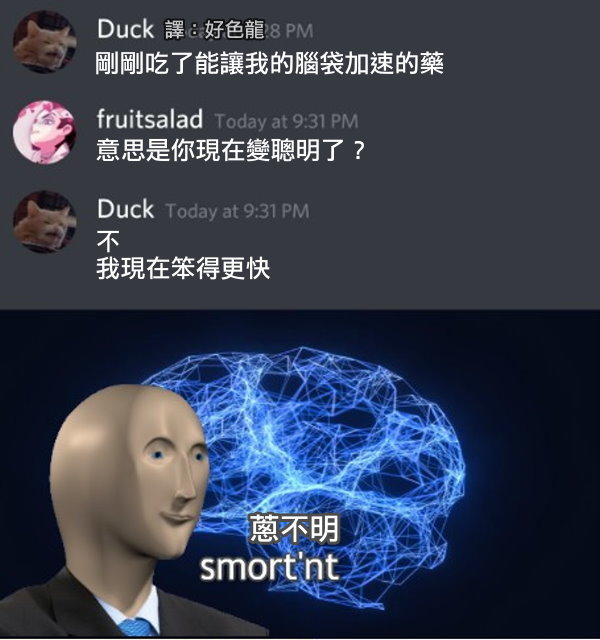 Duck 譯：好色龍 28 PM
剛剛吃了能讓我的腦袋加速的藥
fruitsalad Today at 9:31 PM
意思是你現在變聰明了？
Duck Today at 9:31 PM
不
我現在笨得更快
蔥不明
smort'nt